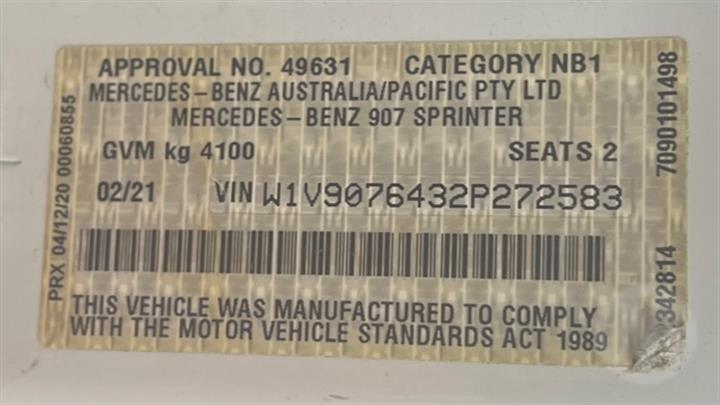 APPROVAL NO. 49631 CATEGORY NB1
MERCEDES-BENZ AUSTRALIA/PACIFIC PTY LTD
MERCEDES-BENZ 907 SPRINTER
GVM kg 4100 SEATS 2
02/21 VIN W1V9076432P272583
THIS VEHICLE WAS MANUFACTURED TO COMPLY
WITH THE MOTOR VEHICLE STANDARDS ACT 1989
PRX 04/12/20 00060855
7090101498